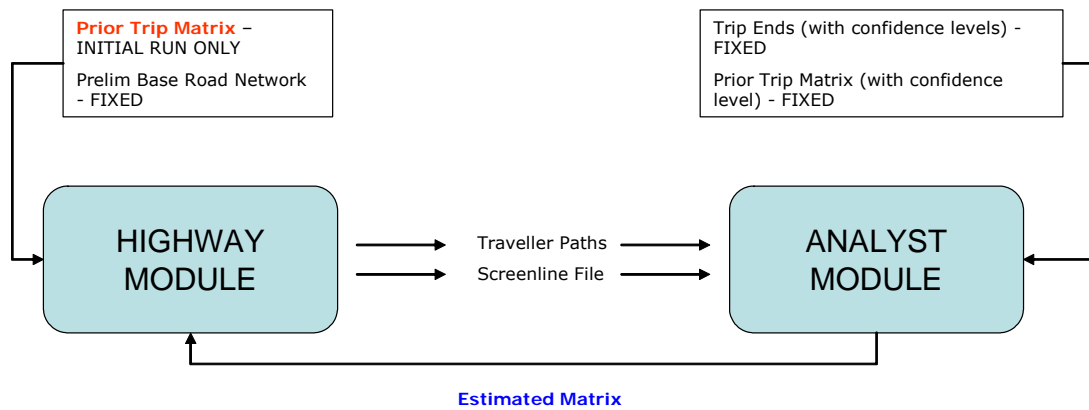 Prior Trip Matrix –
INITIAL RUN ONLY
Prelim Base Road Network
- FIXED
Trip Ends (with confidence levels) -
FIXED
Prior Trip Matrix (with confidence
level) - FIXED
HIGHWAY
MODULE
Traveller Paths
Screenline File
ANALYST
MODULE
Estimated Matrix